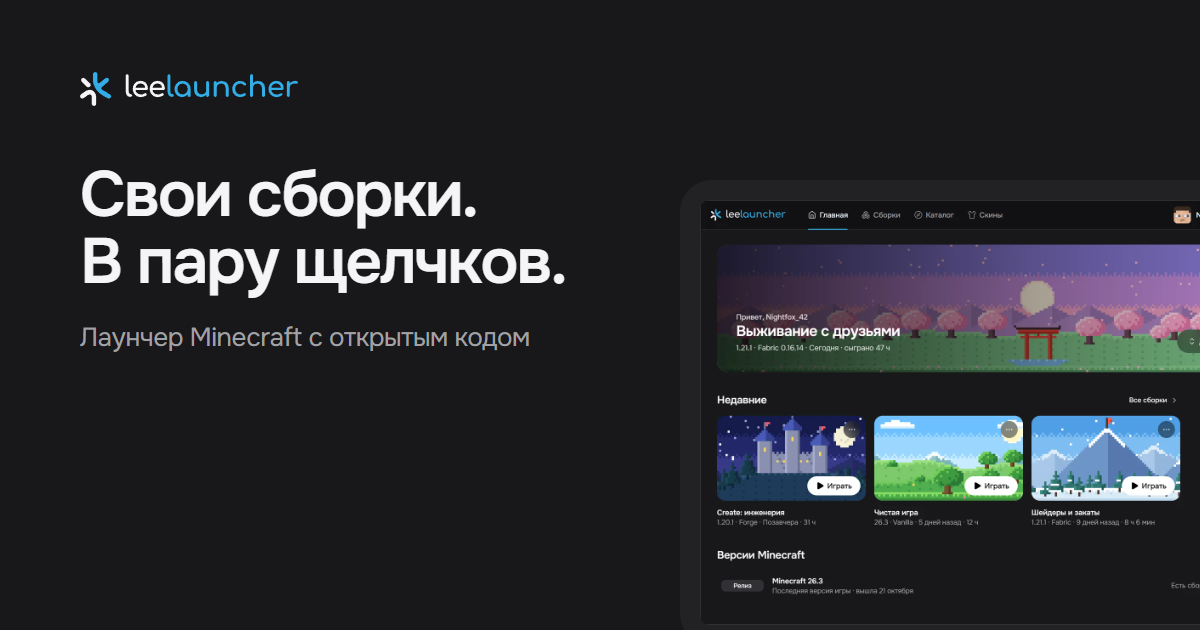 leelauncher
Свои сборки.
В пару щелчков.
Лаунчер Minecraft с открытым кодом
leelauncher Главная Сборки Каталог Скины
Привет, Nightfox_42
Выживание с друзьями
1.21.1 · Fabric 0.16.14 · Сегодня · сыграно 47 ч
Недавние Все сборки
Играть Играть Играть
Create: инженерия Чистая игра Шейдеры и закаты
1.20.1 · Forge · Позавчера · 31 ч 26.3 · Vanilla · 5 дней назад · 12 ч 1.21.1 · Fabric · 9 дней назад · 8 ч 6 мин
Версии Minecraft
Релиз Minecraft 26.3
Последняя версия игры · вышла 21 октября Есть